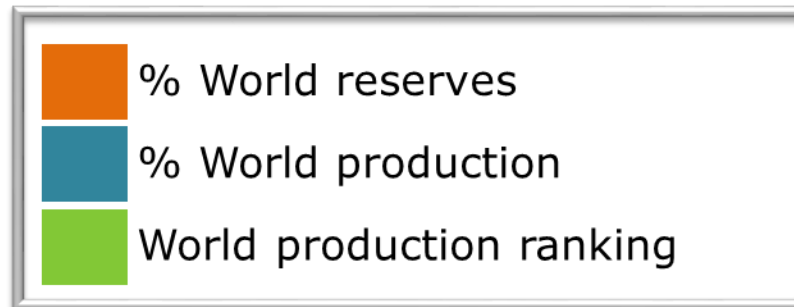 % World reserves
% World production
World production ranking